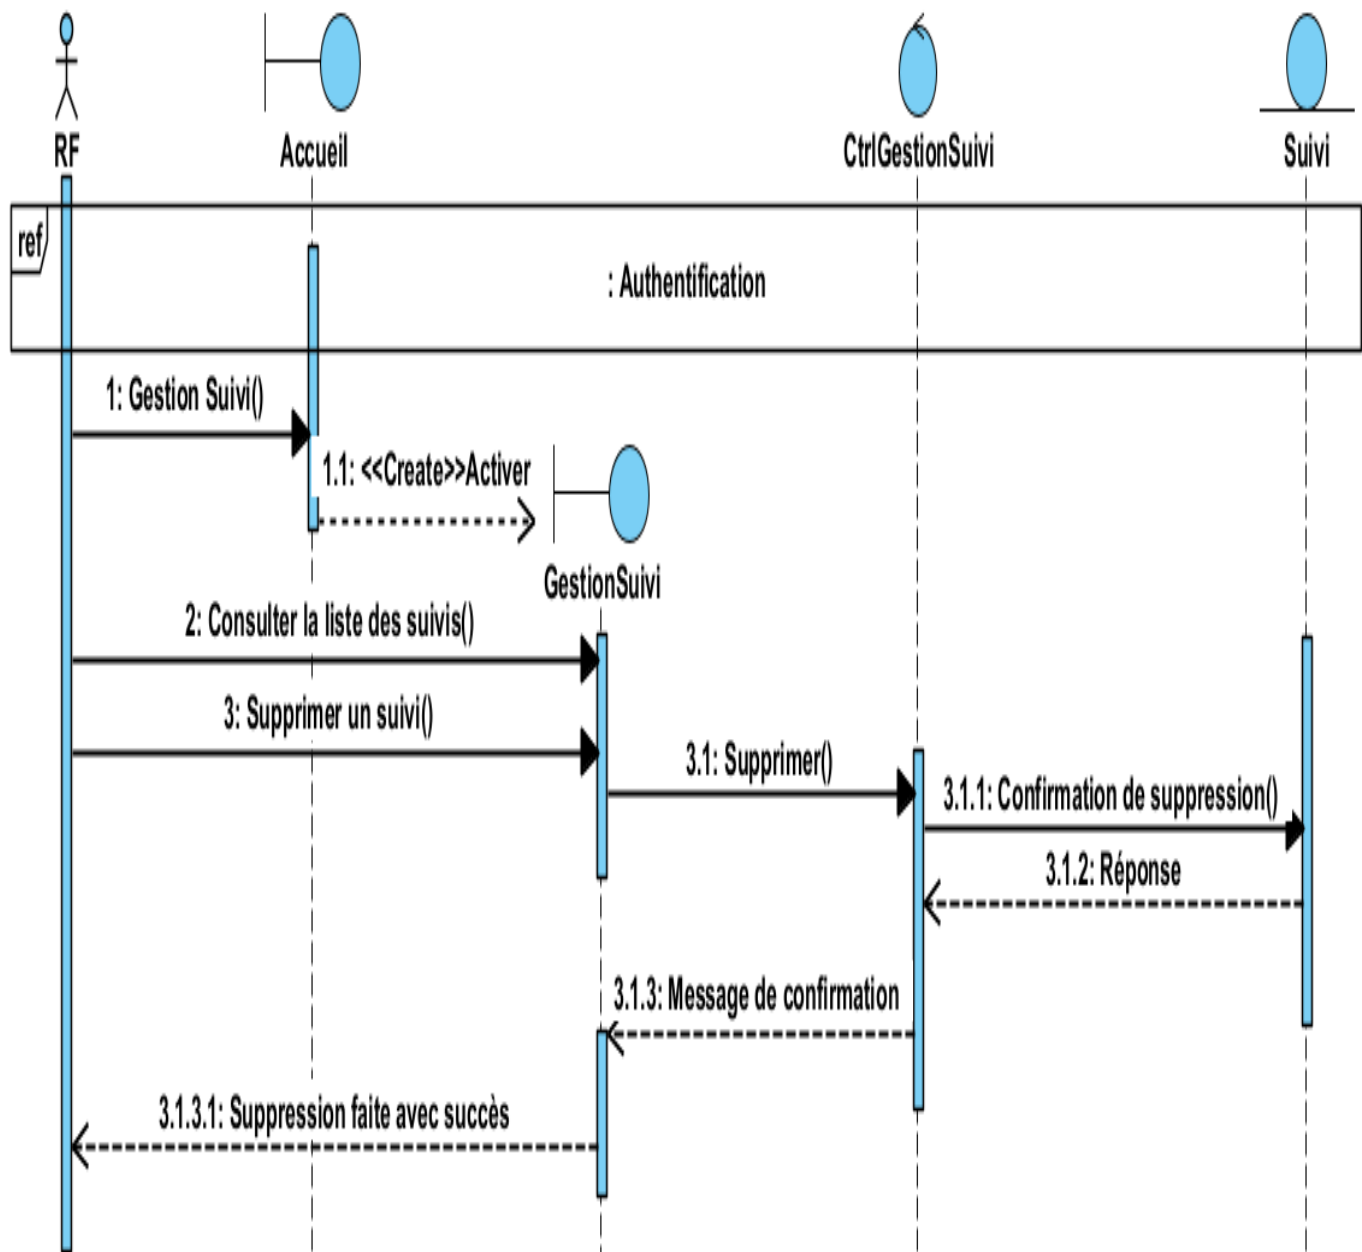 RF
Accueil
CtrlGestionSuivi
Suivi
ref
: Authentification
1: Gestion Suivi()
1.1: <<Create>>Activer
GestionSuivi
2: Consulter la liste des suivis()
3: Supprimer un suivi()
3.1: Supprimer()
3.1.1: Confirmation de suppression()
3.1.2: Réponse
3.1.3: Message de confirmation
3.1.3.1: Suppression faite avec succès